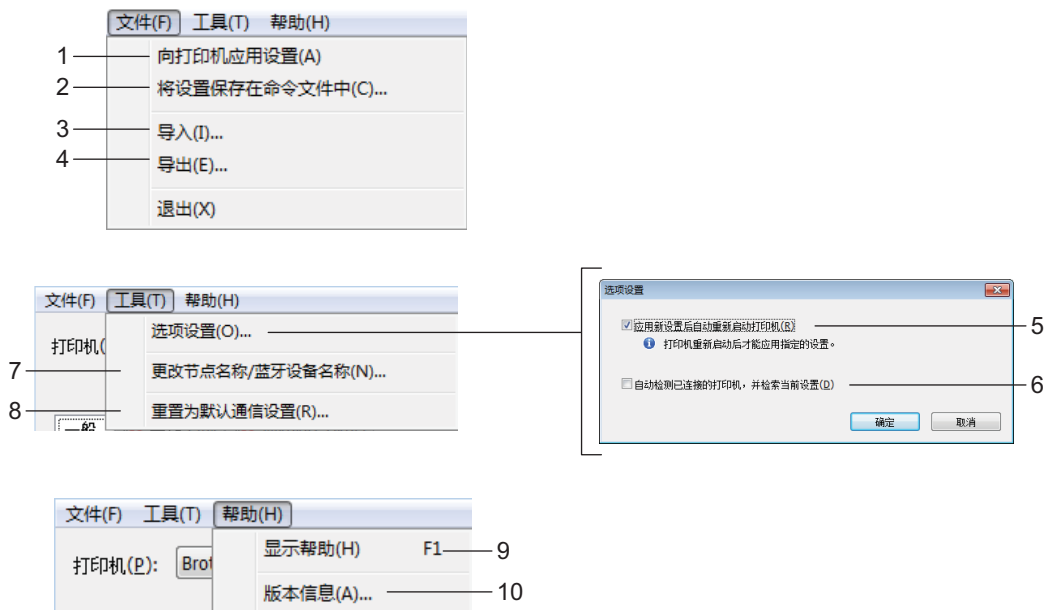 文件(F) 工具(T) 帮助(H)
1 向打印机应用设置(A)
2 将设置保存在命令文件中(C)...
3 导入(I)...
4 导出(E)...
退出(X)
文件(F) 工具(T) 帮助(H)
打印机(
选项设置(O)...
7 更改节点名称/蓝牙设备名称(N)...
8 重置为默认通信设置(R)...
一般
选项设置
应用新设置后自动重新启动打印机(R) 5
打印机重新启动后才能应用指定的设置。
自动检测已连接的打印机，并检索当前设置(D) 6
确定 取消
文件(F) 工具(T) 帮助(H)
打印机(P): Brot
显示帮助(H) F1 9
版本信息(A)... 10